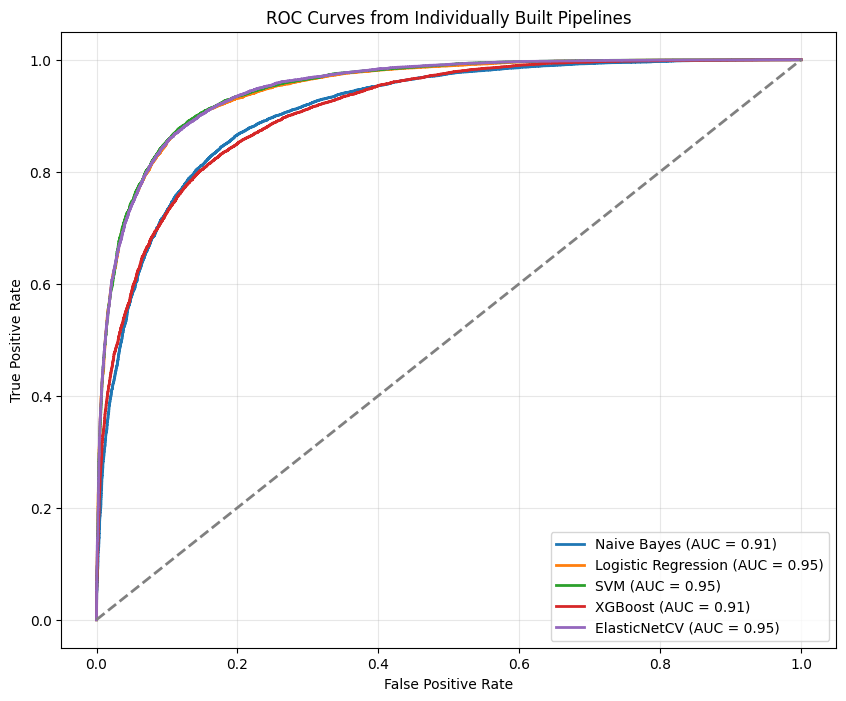 ROC Curves from Individually Built Pipelines
True Positive Rate
1.0
0.8
0.6
0.4
0.2
0.0
0.0 0.2 0.4 0.6 0.8 1.0
False Positive Rate
Naive Bayes (AUC = 0.91)
Logistic Regression (AUC = 0.95)
SVM (AUC = 0.95)
XGBoost (AUC = 0.91)
ElasticNetCV (AUC = 0.95)